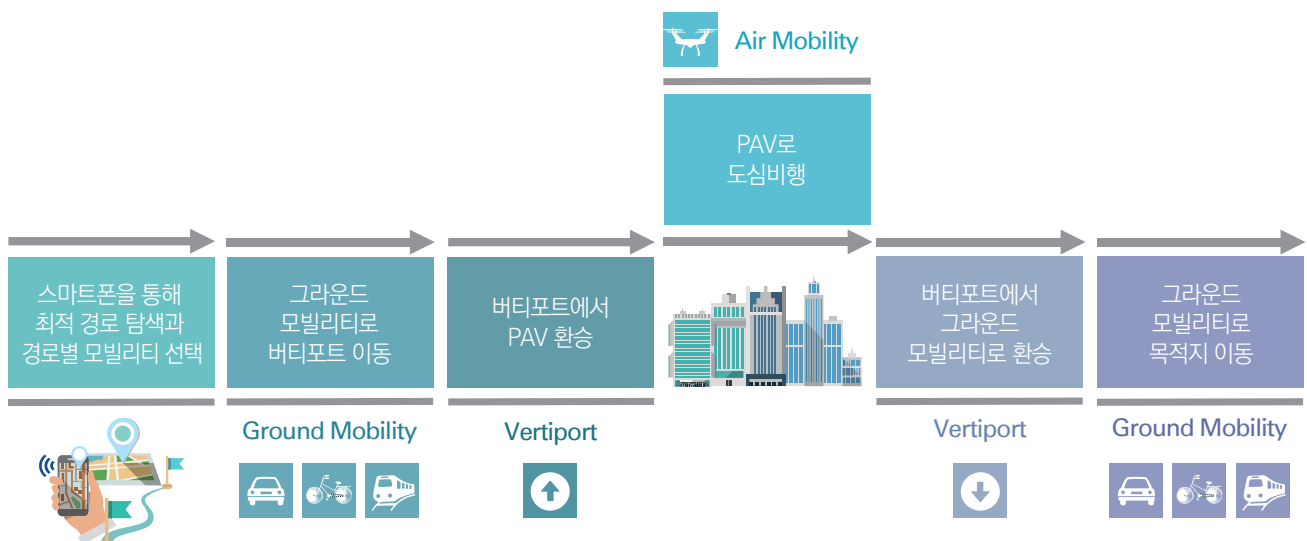 Air Mobility
PAV로
도심비행
스마트폰을 통해
최적 경로 탐색과
경로별 모빌리티 선택
그라운드
모빌리티로
버티포트 이동
버티포트에서
PAV 환승
버티포트에서
그라운드
모빌리티로 환승
그라운드
모빌리티로
목적지 이동
Ground Mobility
Vertiport
Vertiport
Ground Mobility